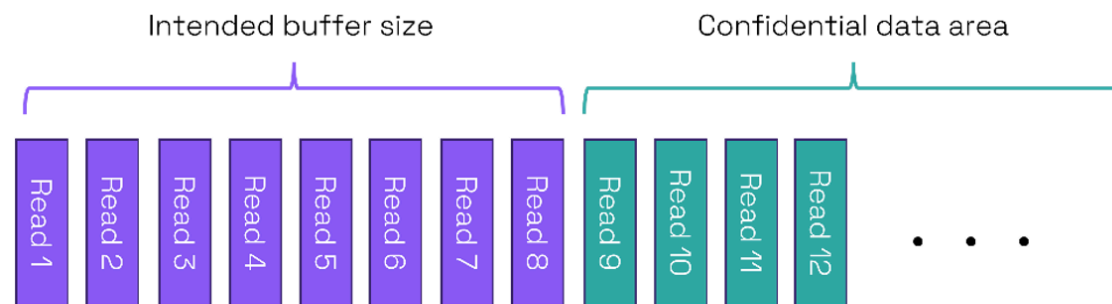 Intended buffer size
Confidential data area
Read 1
Read 2
Read 3
Read 4
Read 5
Read 6
Read 7
Read 8
Read 9
Read 10
Read 11
Read 12
. . .